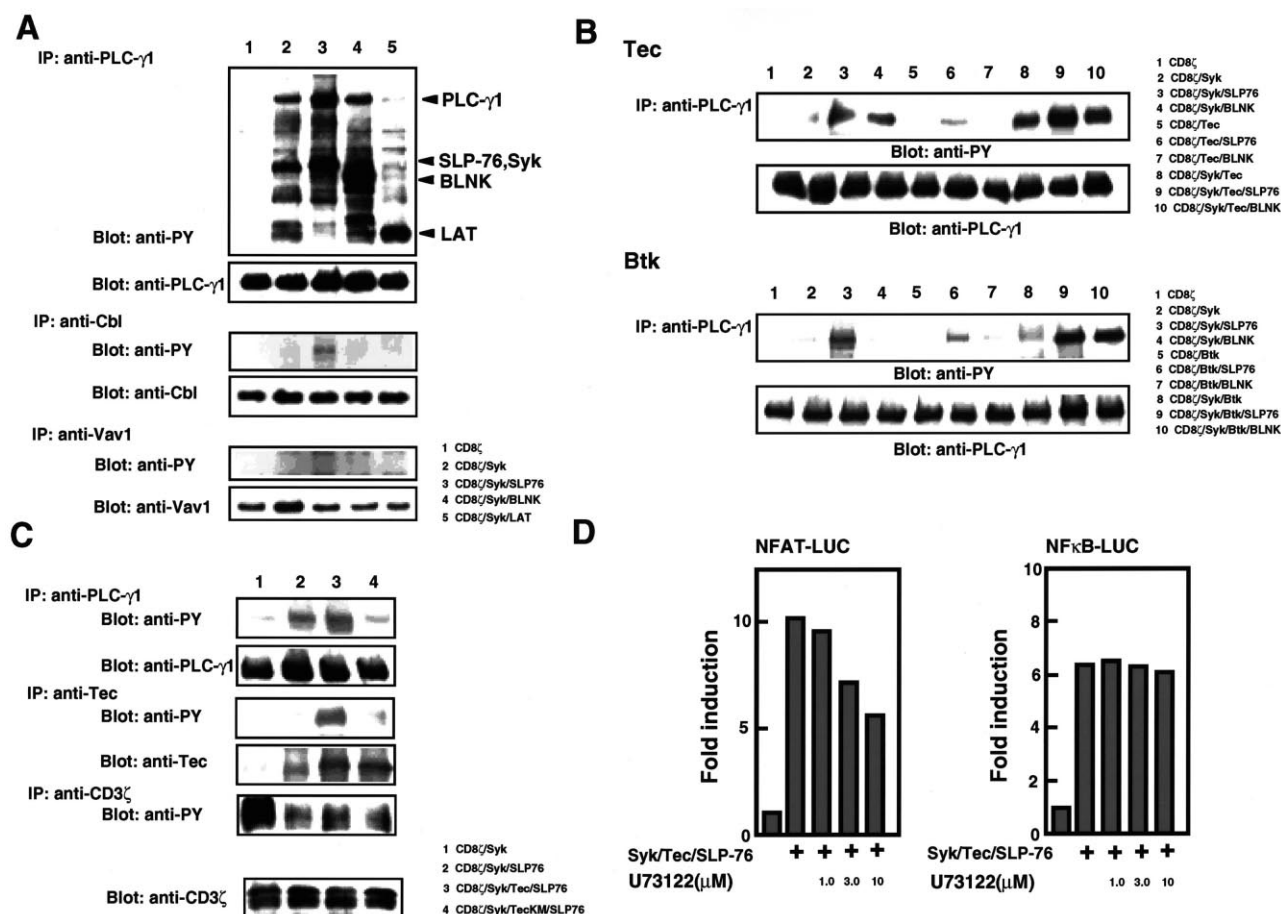 A
1 2 3 4 5
IP: anti-PLC-γ1
PLC-γ1
SLP-76,Syk
BLNK
LAT
Blot: anti-PY
Blot: anti-PLC-γ1
IP: anti-Cbl
Blot: anti-PY
Blot: anti-Cbl
IP: anti-Vav1
Blot: anti-PY
Blot: anti-Vav1
1 CD8ζ
2 CD8ζ/Syk
3 CD8ζ/Syk/SLP76
4 CD8ζ/Syk/BLNK
5 CD8ζ/Syk/LAT
B
Tec
1 2 3 4 5 6 7 8 9 10
IP: anti-PLC-γ1
Blot: anti-PY
Blot: anti-PLC-γ1
1 CD8ζ
2 CD8ζ/Syk
3 CD8ζ/Syk/SLP76
4 CD8ζ/Syk/BLNK
5 CD8ζ/Tec
6 CD8ζ/Tec/SLP76
7 CD8ζ/Tec/BLNK
8 CD8ζ/Syk/Tec
9 CD8ζ/Syk/Tec/SLP76
10 CD8ζ/Syk/Tec/BLNK
Btk
1 2 3 4 5 6 7 8 9 10
IP: anti-PLC-γ1
Blot: anti-PY
Blot: anti-PLC-γ1
1 CD8ζ
2 CD8ζ/Syk
3 CD8ζ/Syk/SLP76
4 CD8ζ/Syk/BLNK
5 CD8ζ/Btk
6 CD8ζ/Btk/SLP76
7 CD8ζ/Btk/BLNK
8 CD8ζ/Syk/Btk
9 CD8ζ/Syk/Btk/SLP76
10 CD8ζ/Syk/Btk/BLNK
C
1 2 3 4
IP: anti-PLC-γ1
Blot: anti-PY
Blot: anti-PLC-γ1
IP: anti-Tec
Blot: anti-PY
Blot: anti-Tec
IP: anti-CD3ζ
Blot: anti-PY
Blot: anti-CD3ζ
1 CD8ζ/Syk
2 CD8ζ/Syk/SLP76
3 CD8ζ/Syk/Tec/SLP76
4 CD8ζ/Syk/TecKM/SLP76
D
NFAT-LUC
Fold induction
10
5
0
Syk/Tec/SLP-76 + + + +
U73122(μM) 1.0 3.0 10
NFκB-LUC
Fold induction
10
8
6
4
2
0
Syk/Tec/SLP-76 + + + +
U73122(μM) 1.0 3.0 10